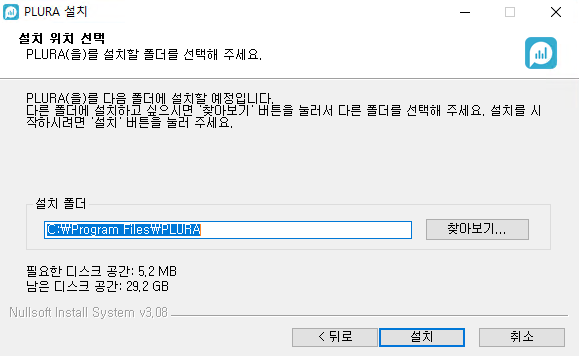 PLURA 설치
설치 위치 선택
PLURA(을)를 설치할 폴더를 선택해 주세요.
PLURA(을)를 다음 폴더에 설치할 예정입니다.
다른 폴더에 설치하고 싶으시면 '찾아보기' 버튼을 눌러서 다른 폴더를 선택해 주세요. 설치를 시
작하시려면 '설치' 버튼을 눌러 주세요.
설치 폴더
C:₩Program Files₩PLURA
찾아보기...
필요한 디스크 공간: 5.2 MB
남은 디스크 공간: 29.2 GB
Nullsoft Install System v3.08
< 뒤로
설치
취소